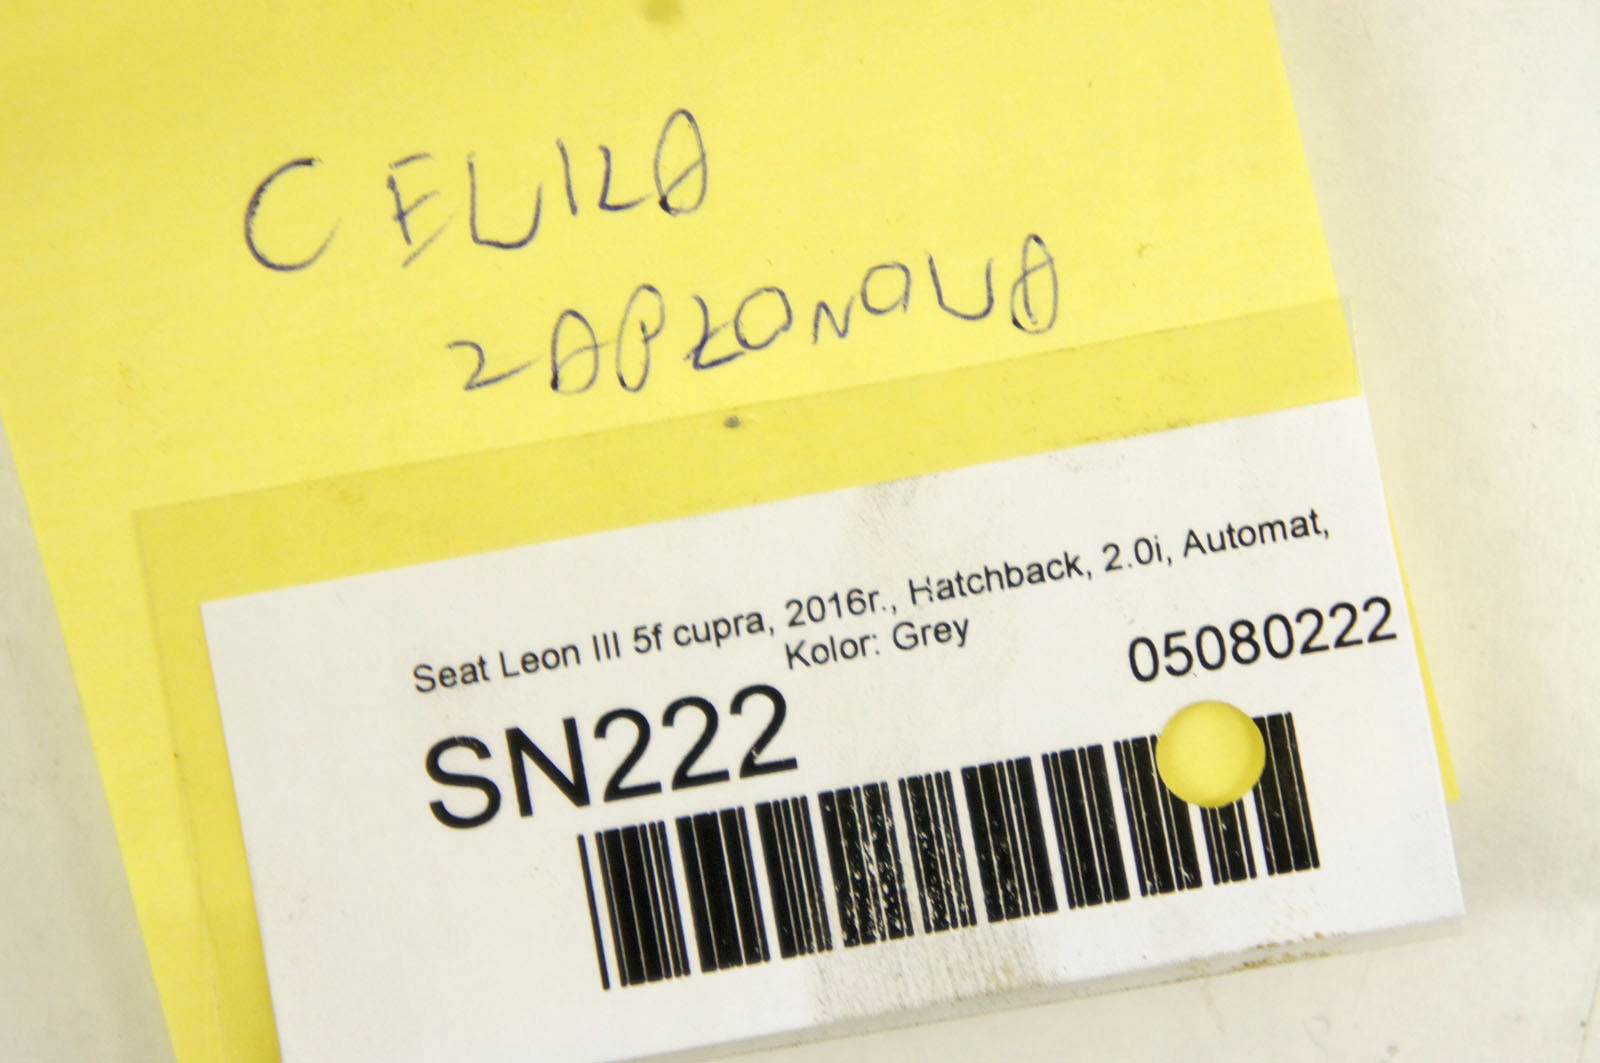 CEWKA
ZAPŁONOWA
Seat Leon III 5f cupra, 2016r., Hatchback, 2.0i, Automat,
Kolor: Grey
05080222
SN222